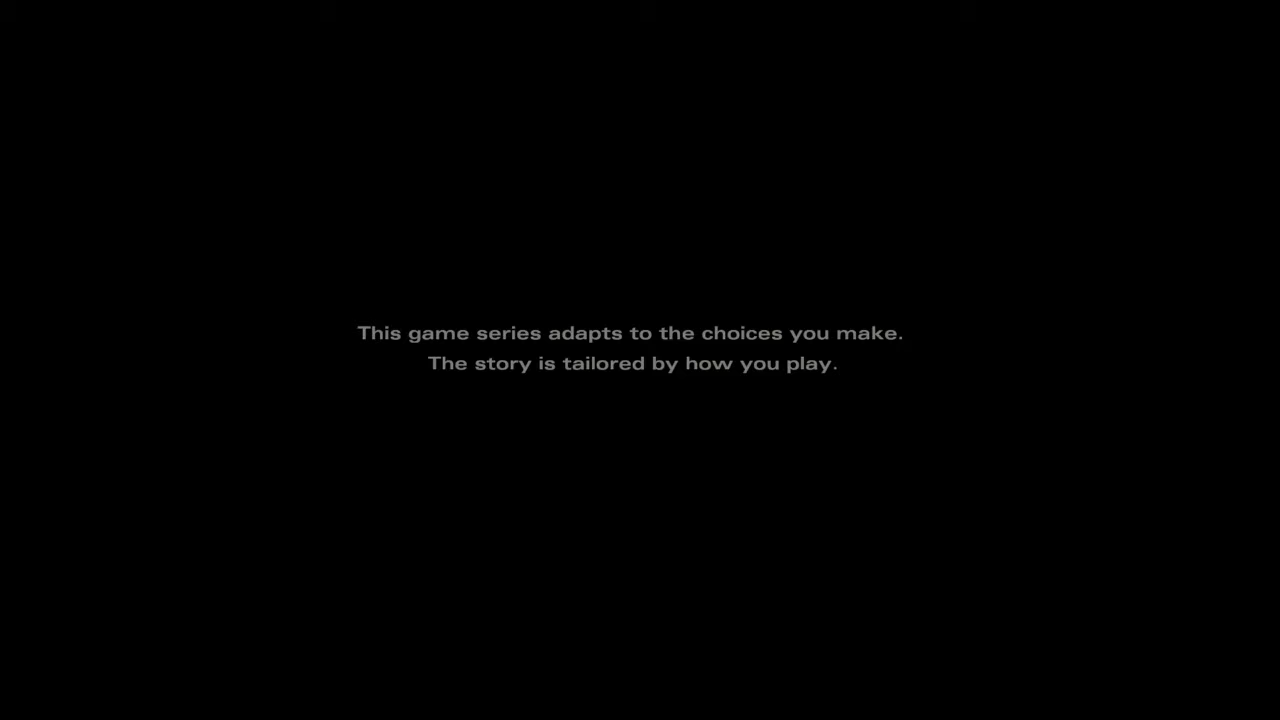 This game series adapts to the choices you make.
The story is tailored by how you play.